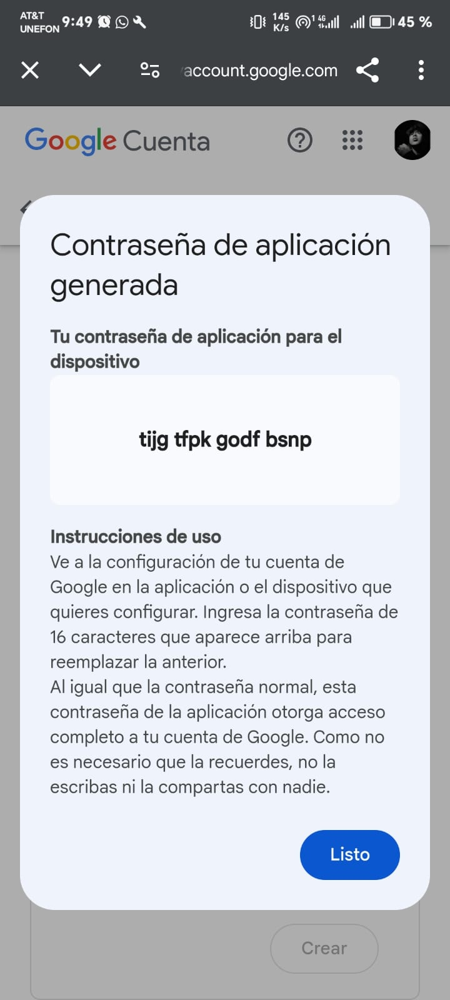 AT&T
UNEFON 9:49 145 K/s 1 4G 45 %
account.google.com
Google Cuenta
Contraseña de aplicación
generada
Tu contraseña de aplicación para el
dispositivo
tijg tfpk godf bsnp
Instrucciones de uso
Ve a la configuración de tu cuenta de
Google en la aplicación o el dispositivo que
quieres configurar. Ingresa la contraseña de
16 caracteres que aparece arriba para
reemplazar la anterior.
Al igual que la contraseña normal, esta
contraseña de la aplicación otorga acceso
completo a tu cuenta de Google. Como no
es necesario que la recuerdes, no la
escribas ni la compartas con nadie.
Listo
Crear